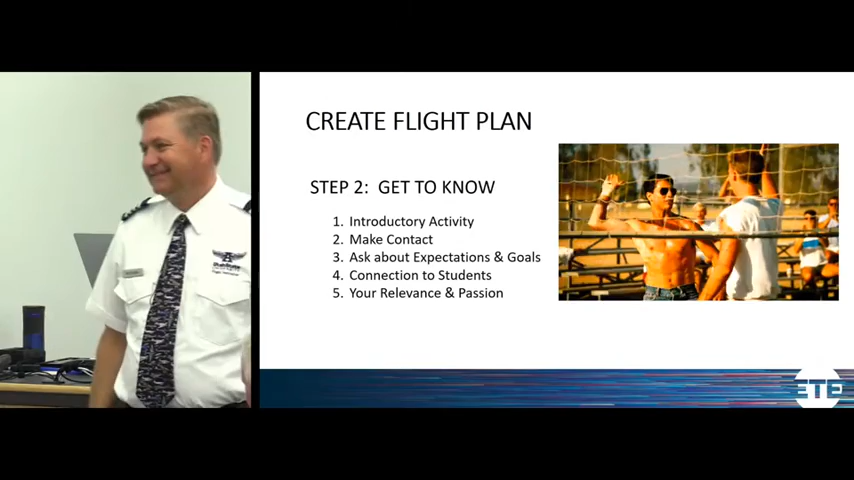 CREATE FLIGHT PLAN
STEP 2: GET TO KNOW
1. Introductory Activity
2. Make Contact
3. Ask about Expectations & Goals
4. Connection to Students
5. Your Relevance & Passion
ETE